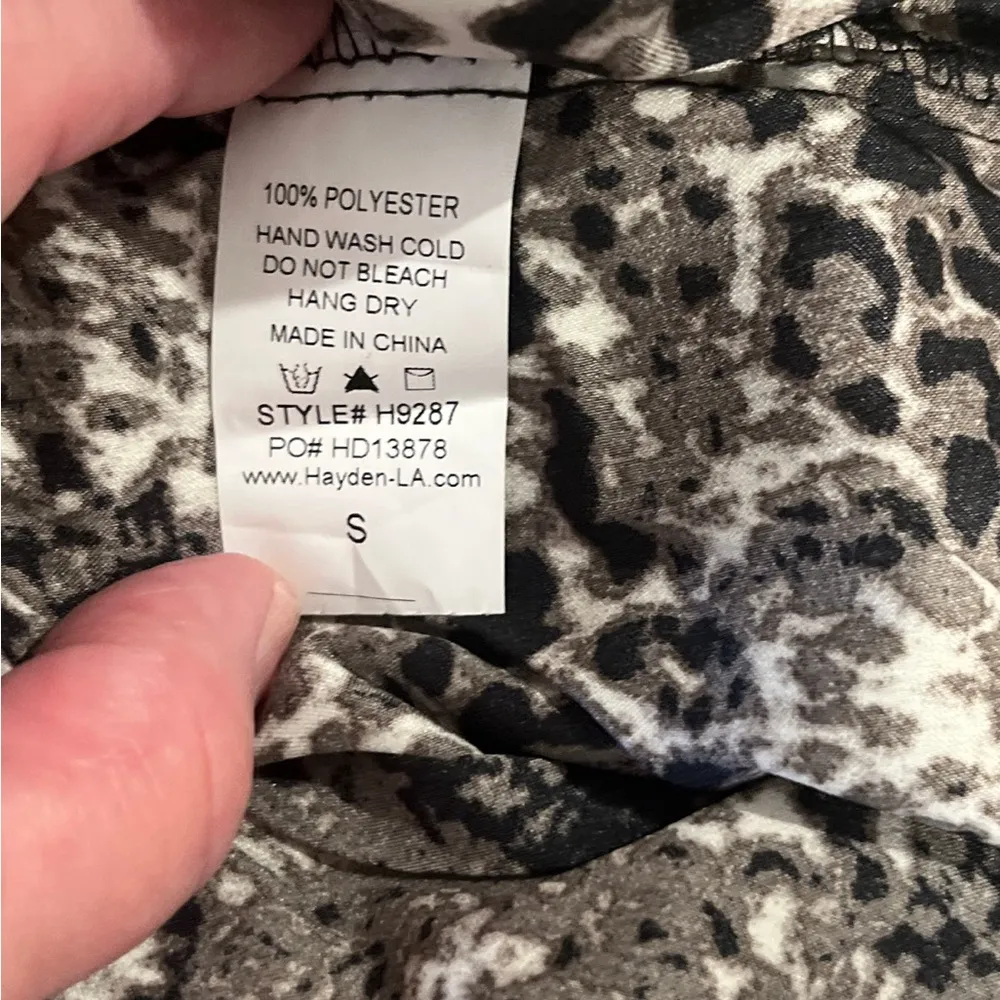 100% POLYESTER
HAND WASH COLD
DO NOT BLEACH
HANG DRY
MADE IN CHINA
STYLE# H9287
PO# HD13878
www.Hayden-LA.com
S